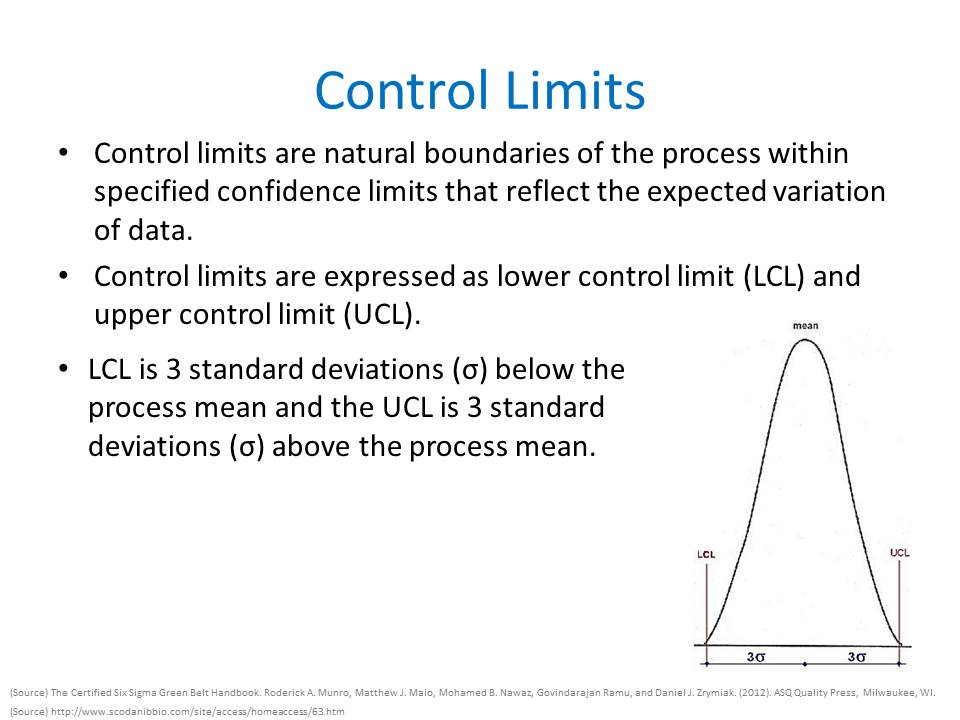 Control Limits
• Control limits are natural boundaries of the process within
specified confidence limits that reflect the expected variation
of data.
• Control limits are expressed as lower control limit (LCL) and
upper control limit (UCL).
• LCL is 3 standard deviations (σ) below the
process mean and the UCL is 3 standard
deviations (σ) above the process mean.
mean
LCL
UCL
3σ
3σ
(Source) The Certified Six Sigma Green Belt Handbook. Roderick A. Munro, Matthew J. Maio, Mohamed B. Nawaz, Govindarajan Ramu, and Daniel J. Zrymiak. (2012). ASQ Quality Press, Milwaukee, WI.
(Source) http://www.scodanibbio.com/site/access/homeaccess/63.htm